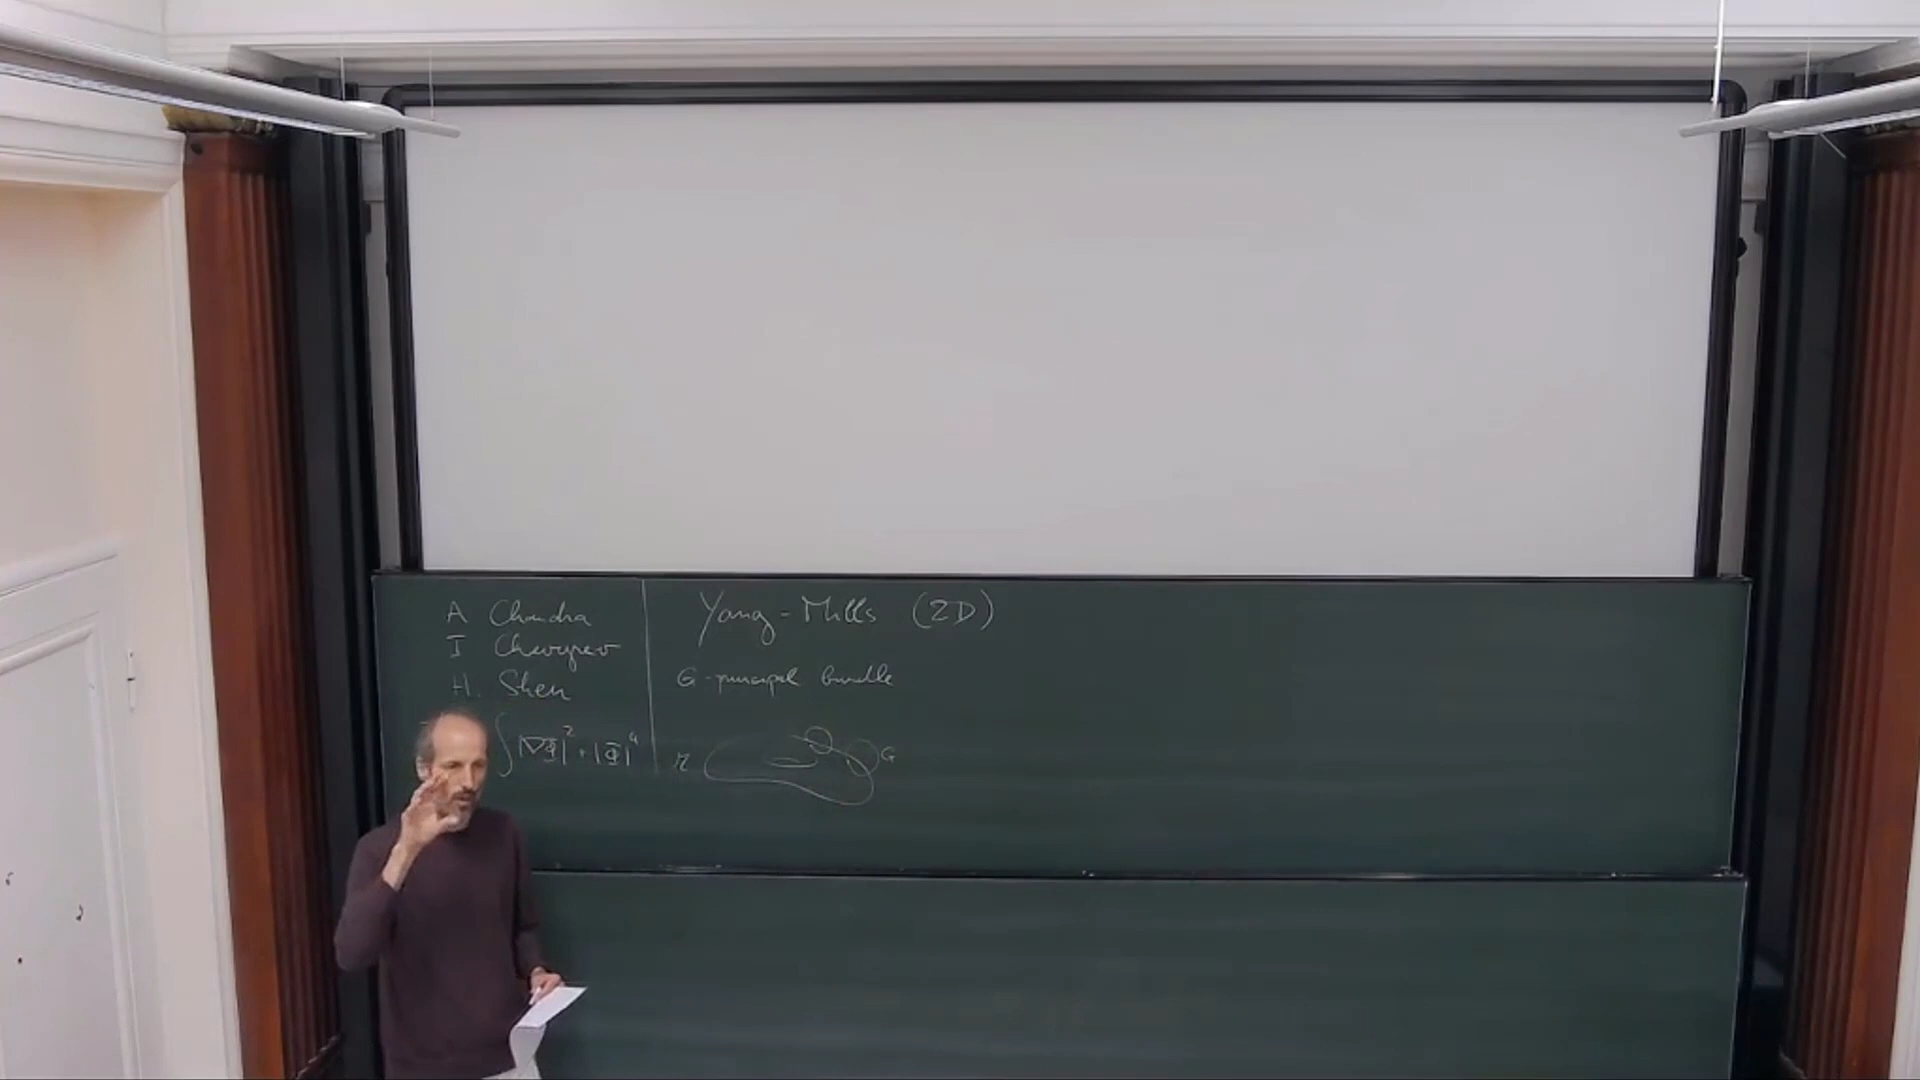 A Chandra
I Chevyrev
H. Shen
∫|∇Φ|² + |Φ|⁴
Yang-Mills (2D)
G-principal bundle
G